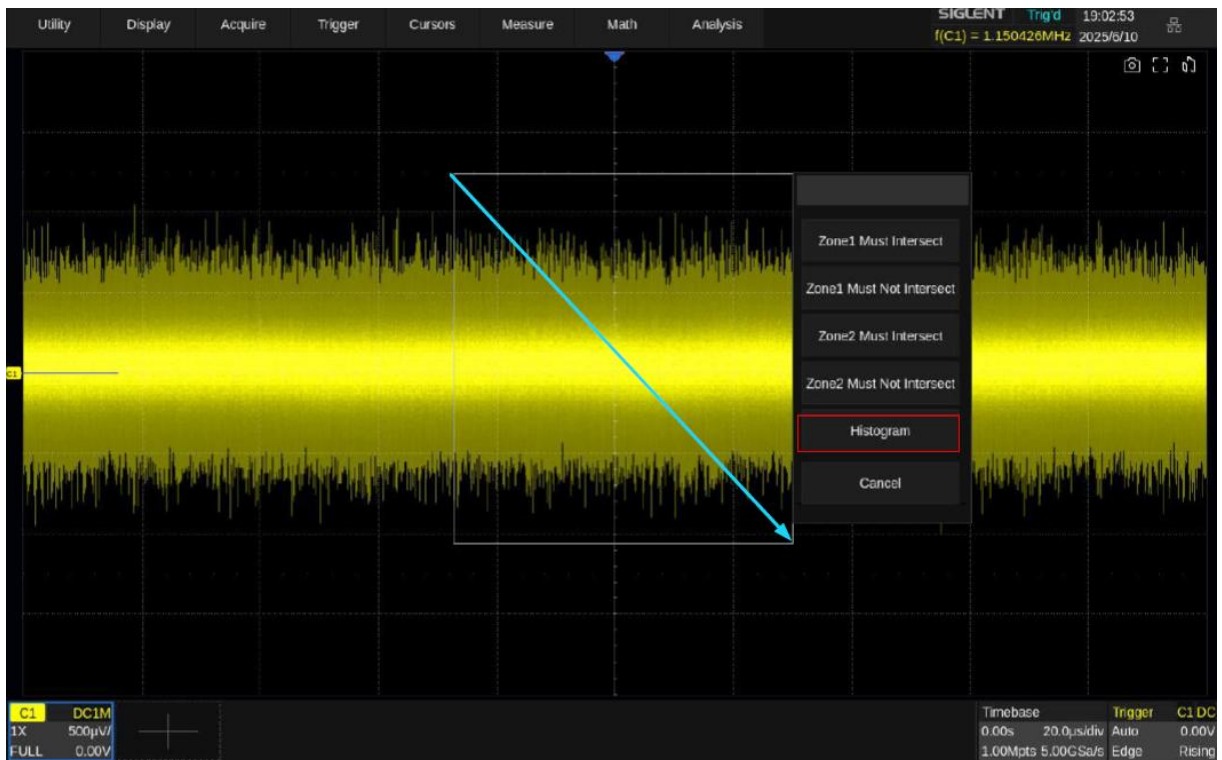 Utility Display Acquire Trigger Cursors Measure Math Analysis
SIGLENT Trig'd 19:02:53
f(C1) = 1.150426MHz 2025/6/10
Zone1 Must Intersect
Zone1 Must Not Intersect
Zone2 Must Intersect
Zone2 Must Not Intersect
Histogram
Cancel
C1
C1 DC1M
1X 500µV/
FULL 0.00V
Timebase
0.00s 20.0µs/div
1.00Mpts 5.00GSa/s
Trigger C1 DC
Auto 0.00V
Edge Rising